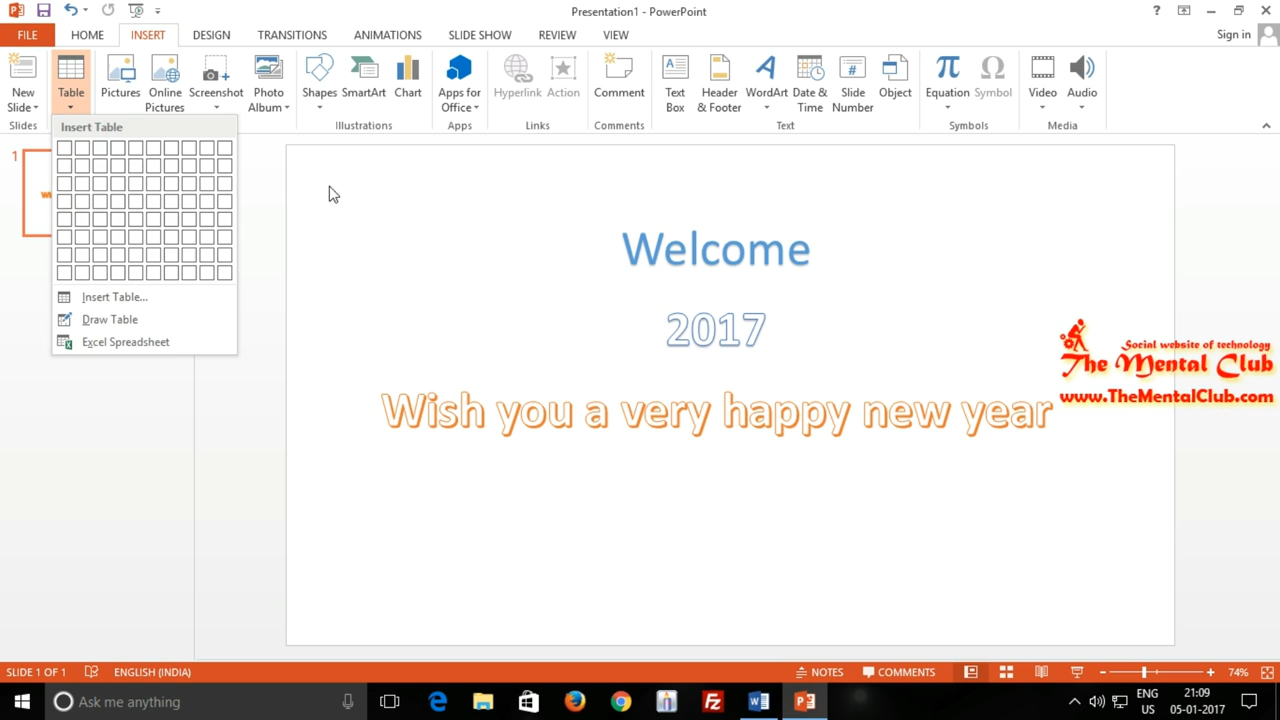 Presentation1 - PowerPoint
?
FILE HOME INSERT DESIGN TRANSITIONS ANIMATIONS SLIDE SHOW REVIEW VIEW Sign in
New Slide Table Pictures Online Pictures Screenshot Photo Album Shapes SmartArt Chart Apps for Office Hyperlink Action Comment Text Box Header & Footer WordArt Date & Time Slide Number Object Equation Symbol Video Audio
Slides Illustrations Apps Links Comments Text Symbols Media
Insert Table
Insert Table...
Draw Table
Excel Spreadsheet
1
Welcome
2017
Wish you a very happy new year
Social website of technology
The Mental Club
www.TheMentalClub.com
SLIDE 1 OF 1 ENGLISH (INDIA) NOTES COMMENTS 74%
Ask me anything
ENG 21:09
US 05-01-2017